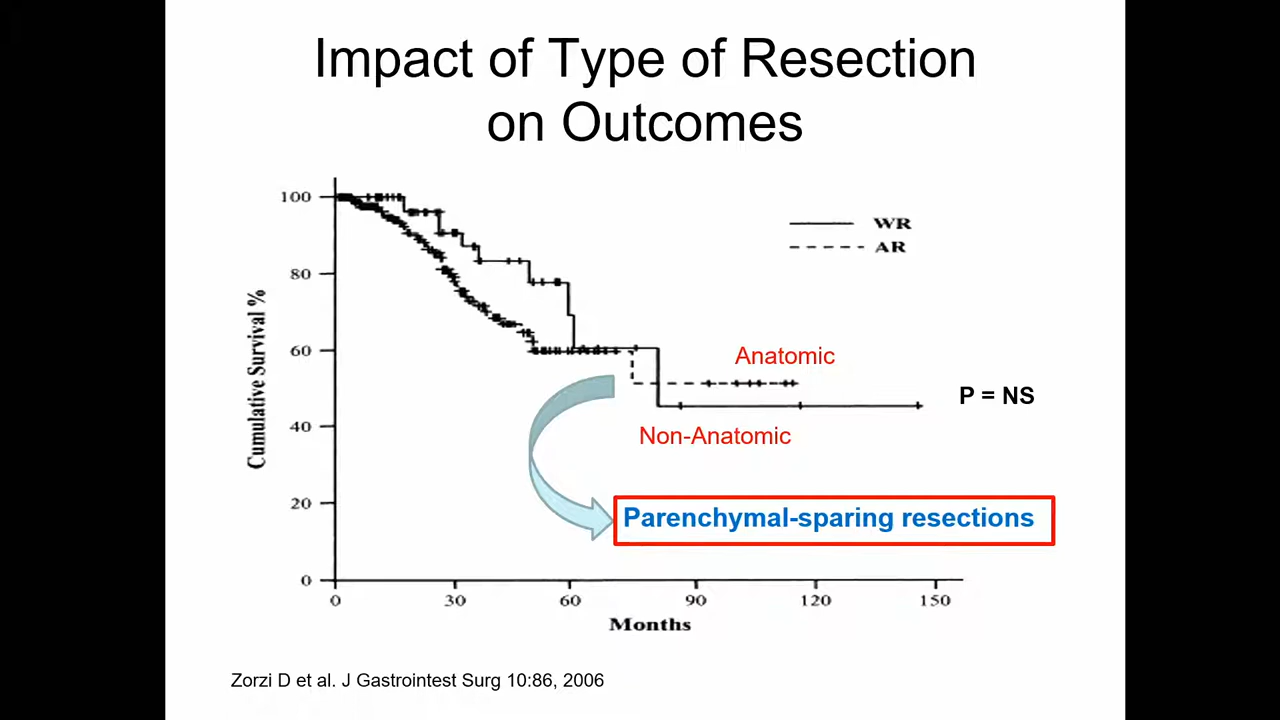 Impact of Type of Resection
on Outcomes
100
80
60
40
20
0
Cumulative Survival %
WR
AR
Anatomic
P = NS
Non-Anatomic
Parenchymal-sparing resections
0 30 60 90 120 150
Months
Zorzi D et al. J Gastrointest Surg 10:86, 2006